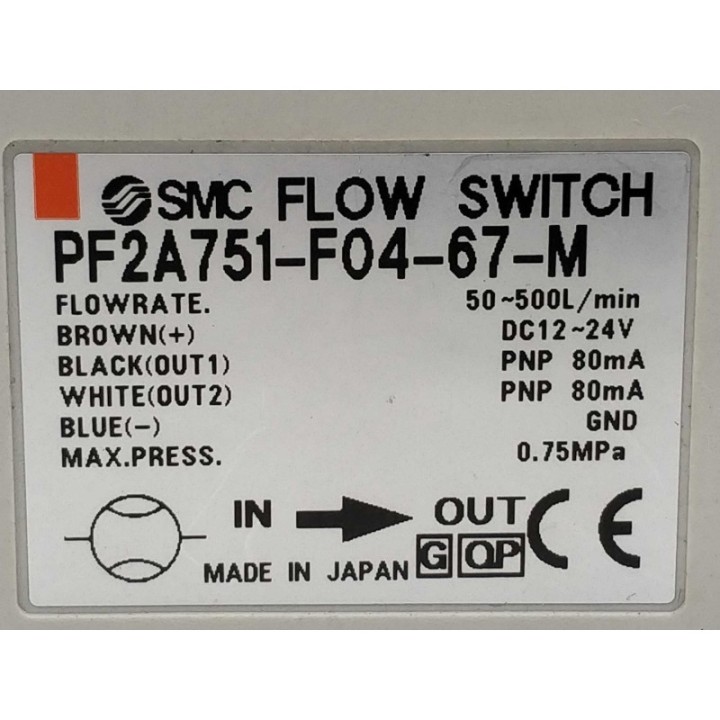 SMC FLOW SWITCH
PF2A751-F04-67-M
FLOWRATE. 50~500L/min
BROWN(+) DC12~24V
BLACK(OUT1) PNP 80mA
WHITE(OUT2) PNP 80mA
BLUE(-) GND
MAX.PRESS. 0.75MPa
IN OUT
MADE IN JAPAN G QP CE